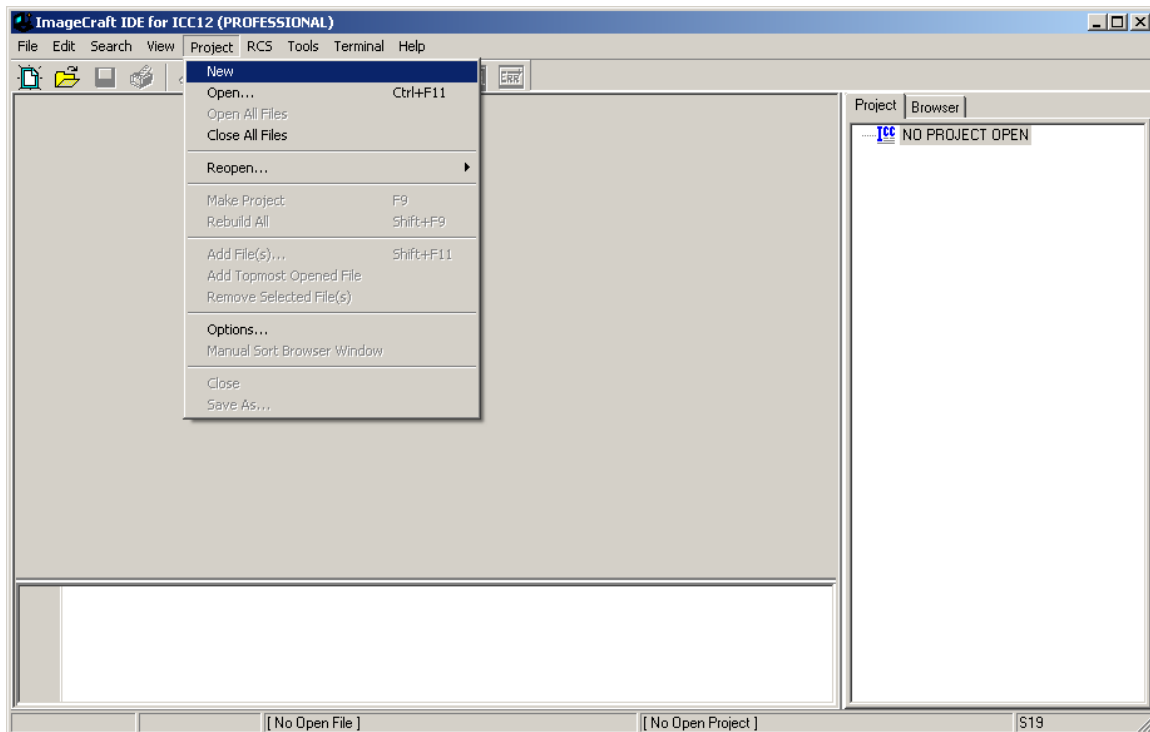 ImageCraft IDE for ICC12 (PROFESSIONAL)
File Edit Search View Project RCS Tools Terminal Help
New
ERR
Open... Ctrl+F11
Open All Files
Close All Files
Reopen...
Make Project F9
Rebuild All Shift+F9
Add File(s)... Shift+F11
Add Topmost Opened File
Remove Selected File(s)
Options...
Manual Sort Browser Window
Close
Save As...
Project Browser
ICC NO PROJECT OPEN
[ No Open File ] [ No Open Project ] S19